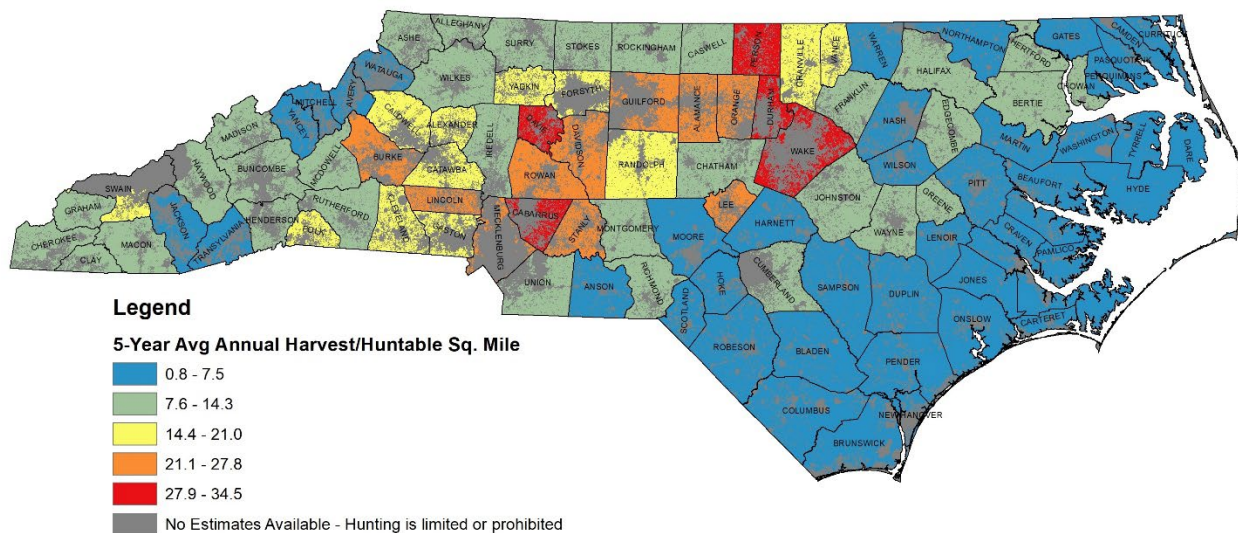 ALLEGHANY
ASHE
SURRY
STOKES
ROCKINGHAM
CASWELL
PERSON
GRANVILLE
VANCE
WARREN
NORTHAMPTON
GATES
CAMDEN
CURRITUCK
HERTFORD
PASQUOTANK
PERQUIMANS
CHOWAN
HALIFAX
BERTIE
WATAUGA
WILKES
YADKIN
FORSYTH
GUILFORD
ALAMANCE
ORANGE
DURHAM
FRANKLIN
NASH
EDGECOMBE
MARTIN
WASHINGTON
TYRRELL
DARE
MITCHELL
AVERY
YANCEY
CALDWELL
ALEXANDER
IREDELL
DAVIE
DAVIDSON
RANDOLPH
CHATHAM
WAKE
WILSON
PITT
BEAUFORT
HYDE
MADISON
HAYWOOD
BUNCOMBE
MCDOWELL
BURKE
CATAWBA
ROWAN
LEE
JOHNSTON
GREENE
WAYNE
SWAIN
GRAHAM
JACKSON
HENDERSON
RUTHERFORD
LINCOLN
CABARRUS
STANLY
MONTGOMERY
MOORE
HARNETT
LENOIR
CRAVEN
PAMLICO
CHEROKEE
CLAY
MACON
TRANSYLVANIA
POLK
CLEVELAND
GASTON
MECKLENBURG
UNION
ANSON
RICHMOND
HOKE
CUMBERLAND
SAMPSON
DUPLIN
JONES
ONSLOW
CARTERET
SCOTLAND
ROBESON
BLADEN
PENDER
COLUMBUS
NEW HANOVER
BRUNSWICK
Legend
5-Year Avg Annual Harvest/Huntable Sq. Mile
0.8 - 7.5
7.6 - 14.3
14.4 - 21.0
21.1 - 27.8
27.9 - 34.5
No Estimates Available - Hunting is limited or prohibited